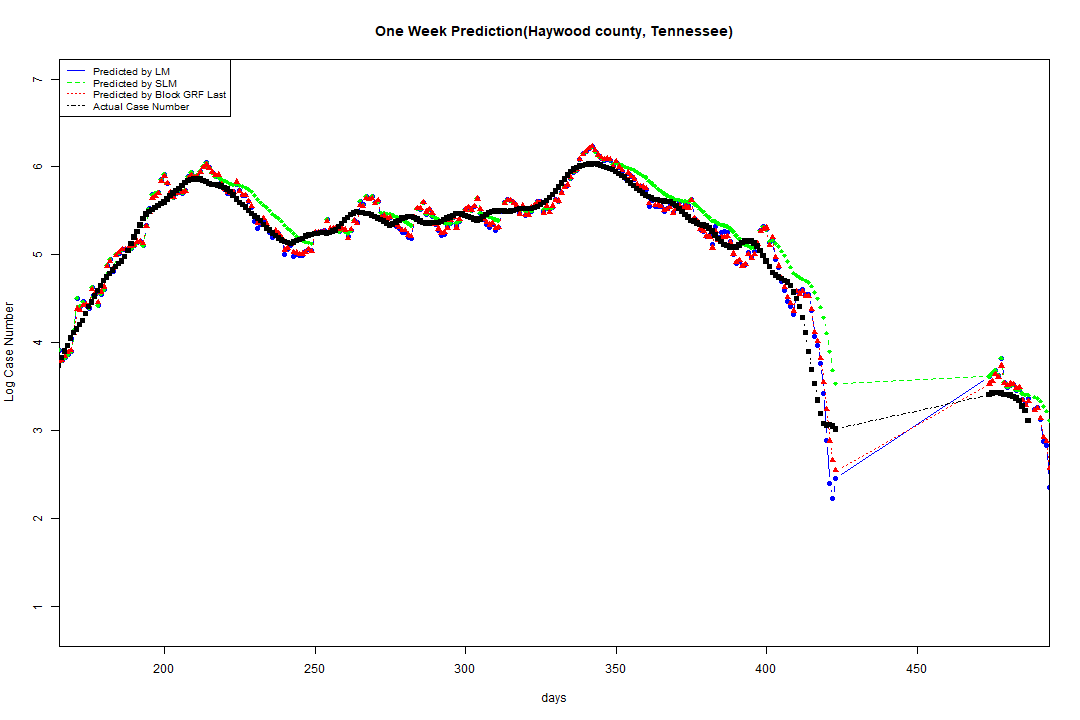 One Week Prediction(Haywood county, Tennessee)
Predicted by LM
Predicted by SLM
Predicted by Block GRF Last
Actual Case Number
7
6
5
4
3
2
1
Log Case Number
200 250 300 350 400 450
days